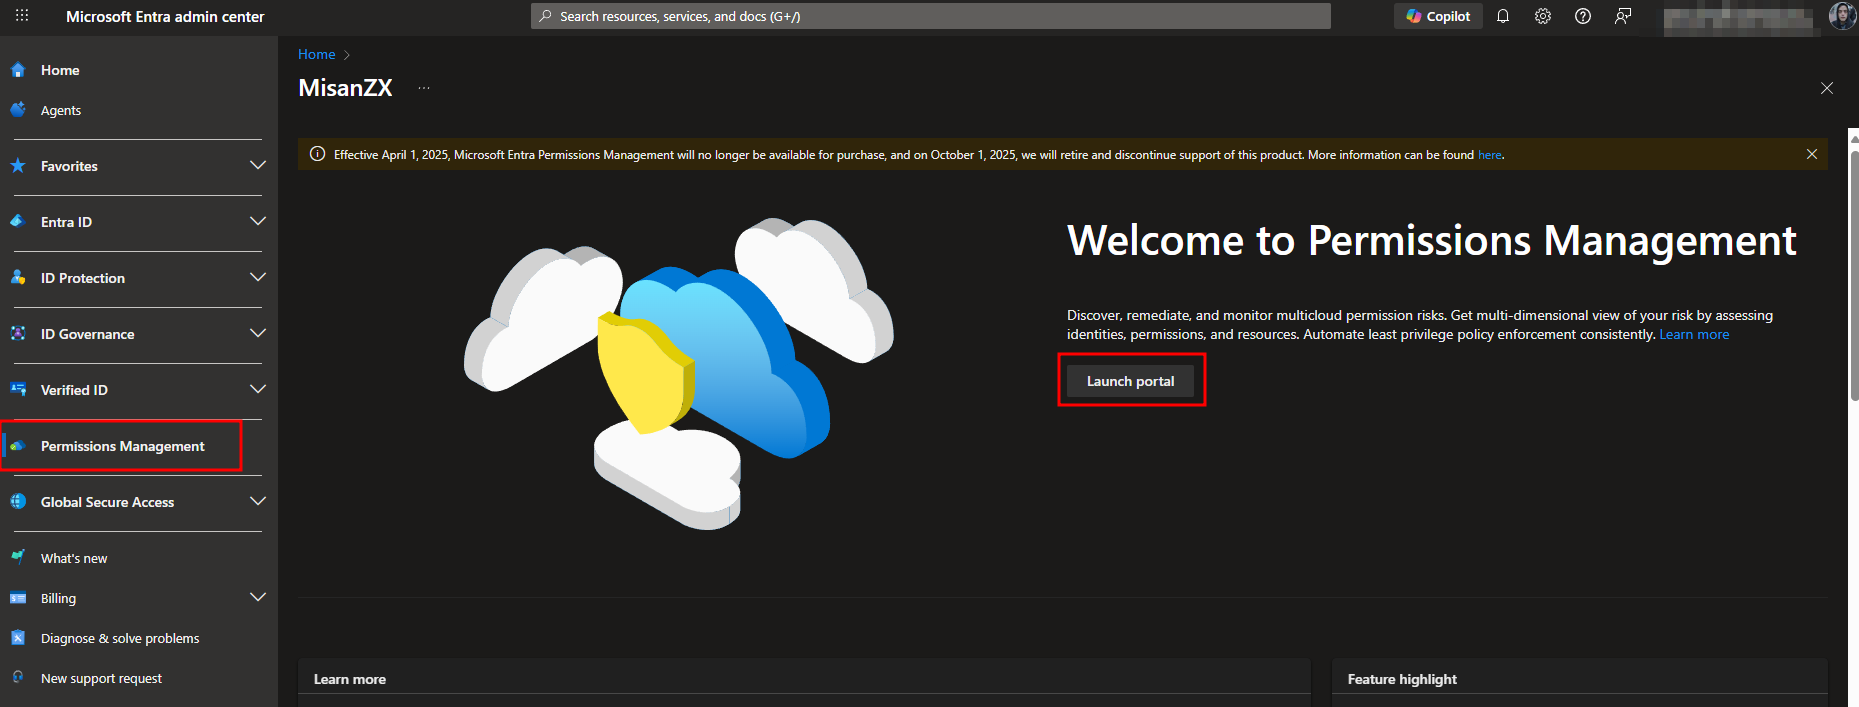 Microsoft Entra admin center
Search resources, services, and docs (G+/)
Copilot
Home
Agents
Favorites
Entra ID
ID Protection
ID Governance
Verified ID
Permissions Management
Global Secure Access
What's new
Billing
Diagnose & solve problems
New support request
Home
MisanZX
Effective April 1, 2025, Microsoft Entra Permissions Management will no longer be available for purchase, and on October 1, 2025, we will retire and discontinue support of this product. More information can be found here.
Welcome to Permissions Management
Discover, remediate, and monitor multicloud permission risks. Get multi-dimensional view of your risk by assessing
identities, permissions, and resources. Automate least privilege policy enforcement consistently. Learn more
Launch portal
Learn more
Feature highlight